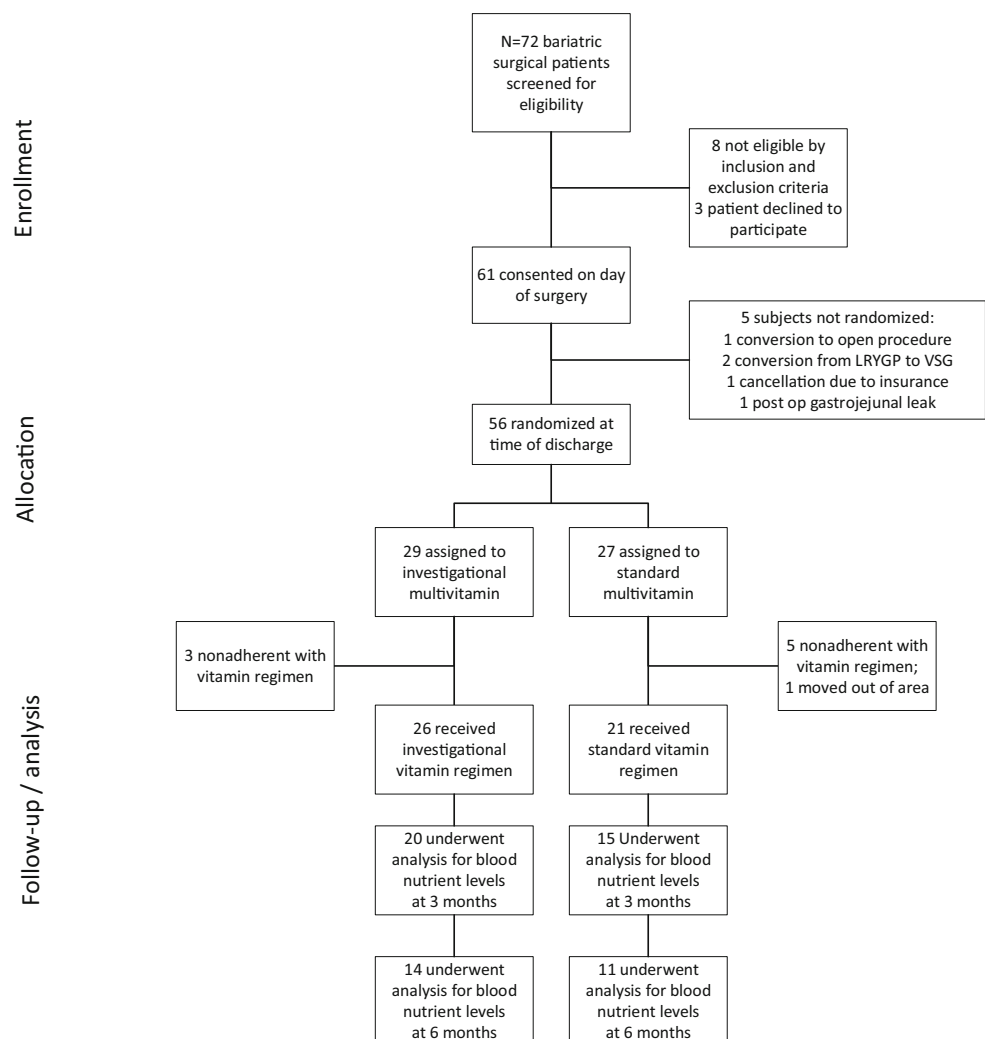 Enrollment
N=72 bariatric
surgical patients
screened for
eligibility
8 not eligible by
inclusion and
exclusion criteria
3 patient declined to
participate
61 consented on day
of surgery
5 subjects not randomized:
1 conversion to open procedure
2 conversion from LRYGP to VSG
1 cancellation due to insurance
1 post op gastrojejunal leak
Allocation
56 randomized at
time of discharge
29 assigned to
investigational
multivitamin
27 assigned to
standard
multivitamin
Follow-up / analysis
3 nonadherent with
vitamin regimen
5 nonadherent with
vitamin regimen;
1 moved out of area
26 received
investigational
vitamin regimen
21 received
standard vitamin
regimen
20 underwent
analysis for blood
nutrient levels
at 3 months
15 Underwent
analysis for blood
nutrient levels
at 3 months
14 underwent
analysis for blood
nutrient levels
at 6 months
11 underwent
analysis for blood
nutrient levels
at 6 months